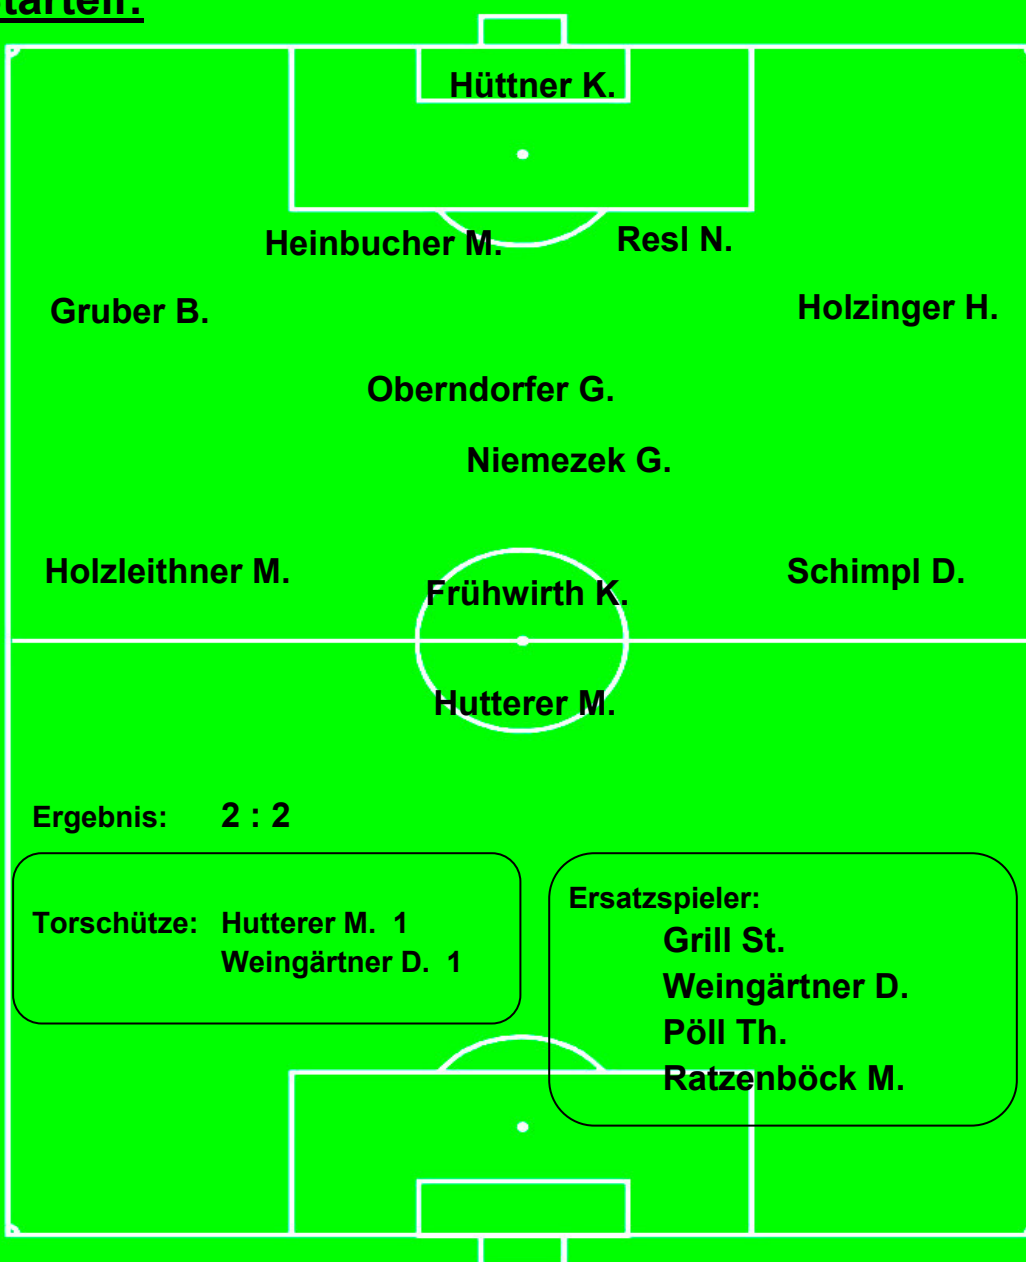 Hüttner K.
Heinbucher M.
Resl N.
Gruber B.
Holzinger H.
Oberndorfer G.
Niemezek G.
Holzleithner M.
Schimpl D.
Frühwirth K.
Hutterer M.
Ergebnis: 2 : 2
Torschütze: Hutterer M. 1
Weingärtner D. 1
Ersatzspieler:
Grill St.
Weingärtner D.
Pöll Th.
Ratzenböck M.